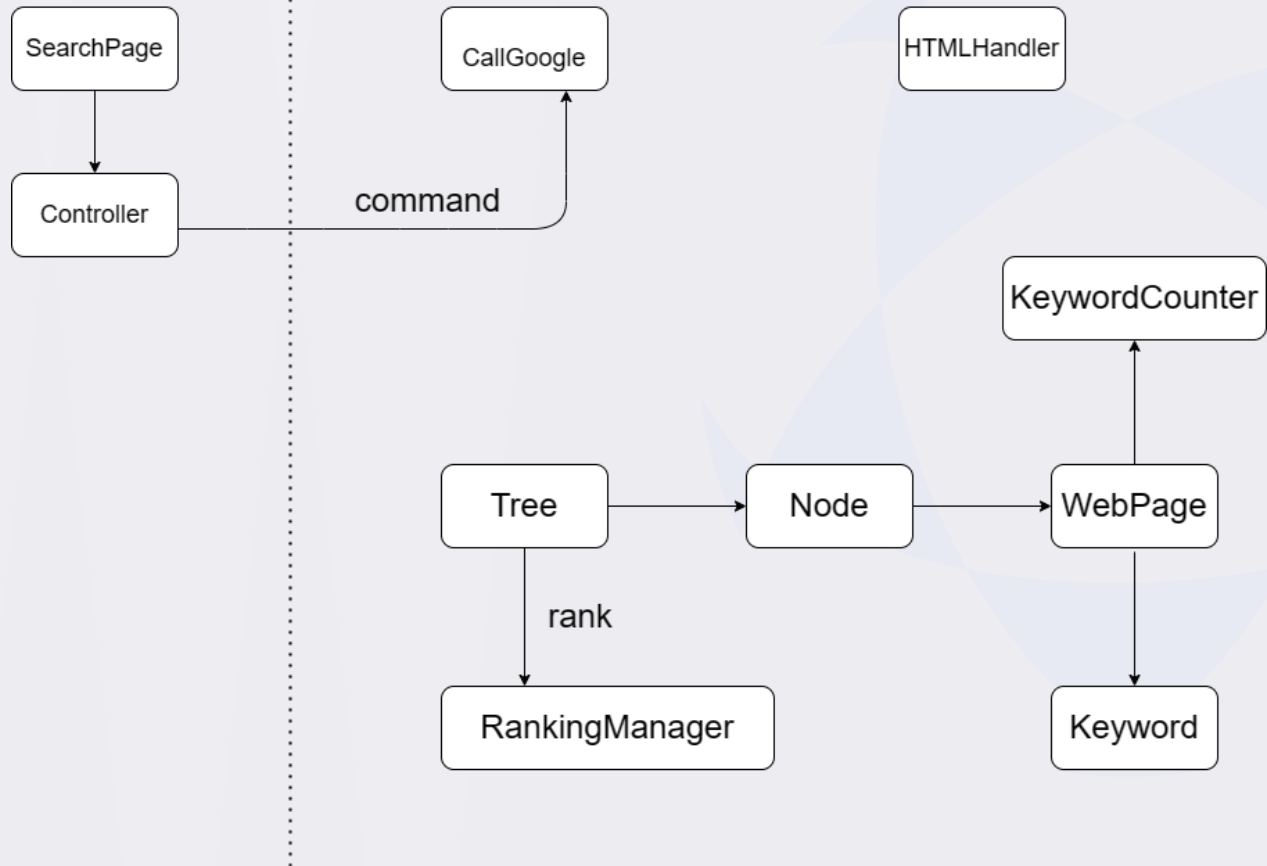 SearchPage
CallGoogle
HTMLHandler
Controller
command
KeywordCounter
Tree
Node
WebPage
rank
RankingManager
Keyword